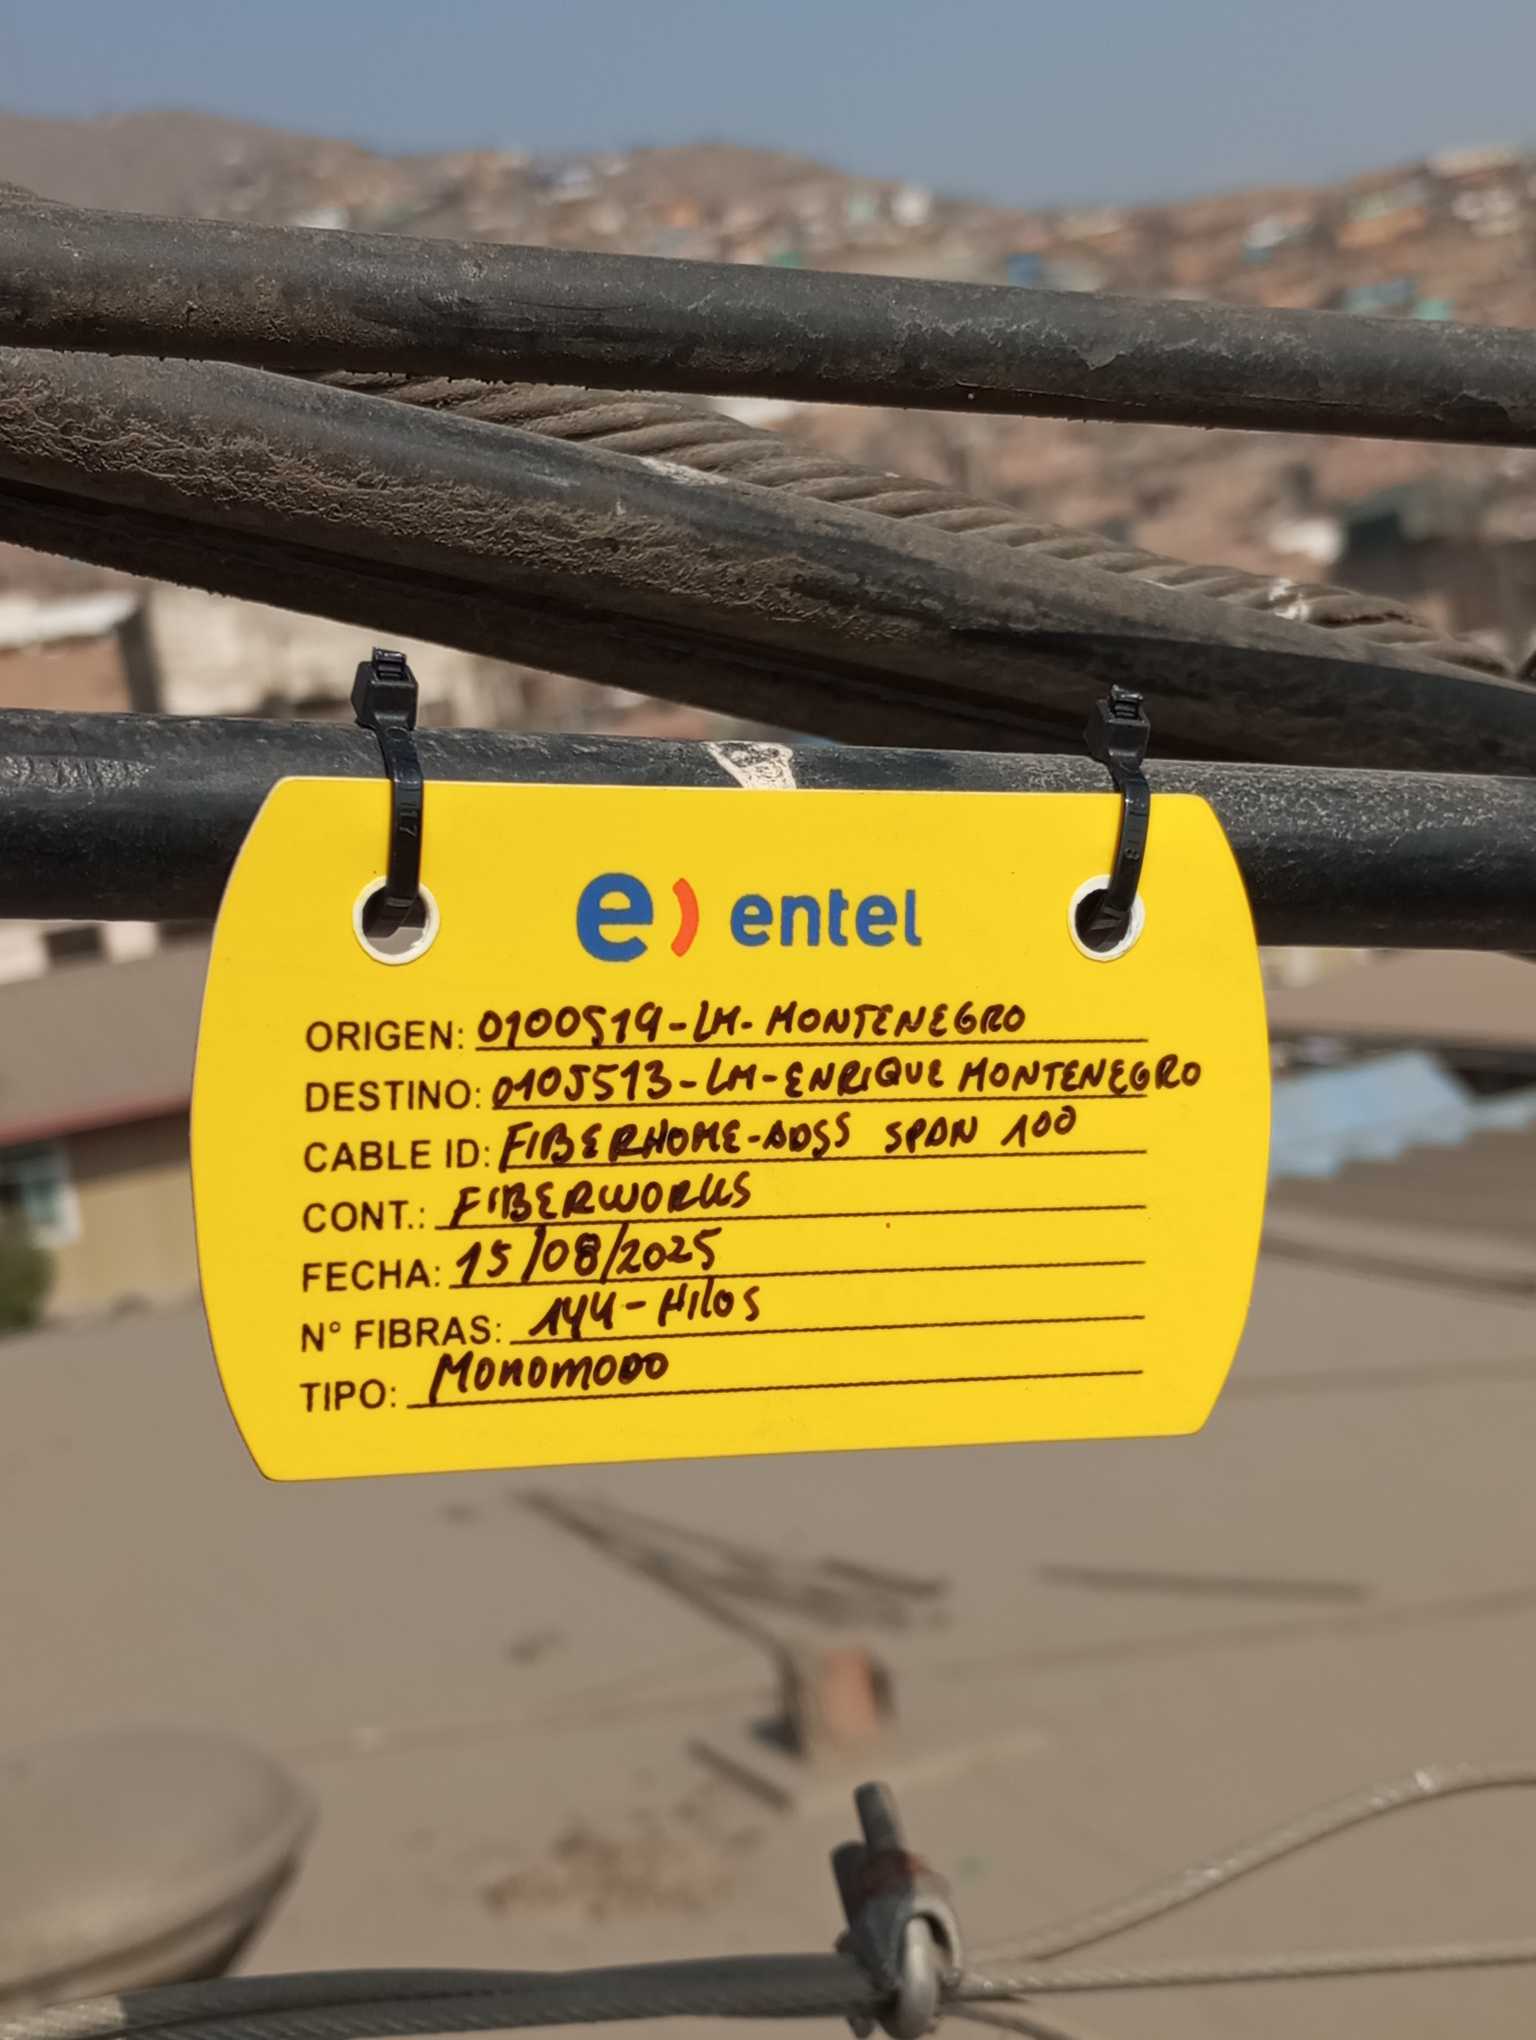 e) entel
ORIGEN: 0100519-LM-MONTENEGRO
DESTINO: 0105513-LM-ENRIQUE MONTENEGRO
CABLE ID: FIBERHOME-ADSS SPAN 100
CONT.: FIBERWORKS
FECHA: 15/08/2025
N° FIBRAS: 144-Hilos
TIPO: MONOMODO